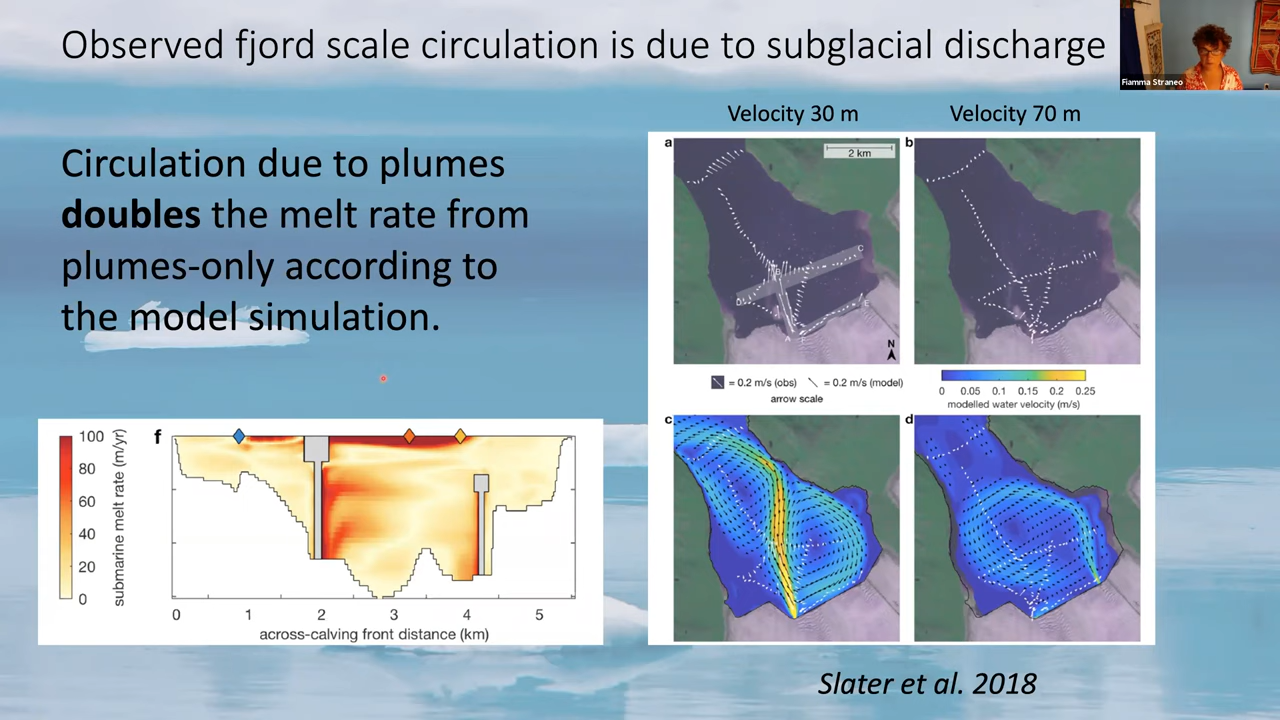 Observed fjord scale circulation is due to subglacial discharge
Fiamma Straneo
Circulation due to plumes
doubles the melt rate from
plumes-only according to
the model simulation.
Velocity 30 m
Velocity 70 m
a
2 km
C
B
D
E
A
F
N
b
= 0.2 m/s (obs)
= 0.2 m/s (model)
arrow scale
0 0.05 0.1 0.15 0.2 0.25
modelled water velocity (m/s)
c
d
100
80
60
40
20
0
submarine melt rate (m/yr)
f
0 1 2 3 4 5
across-calving front distance (km)
Slater et al. 2018